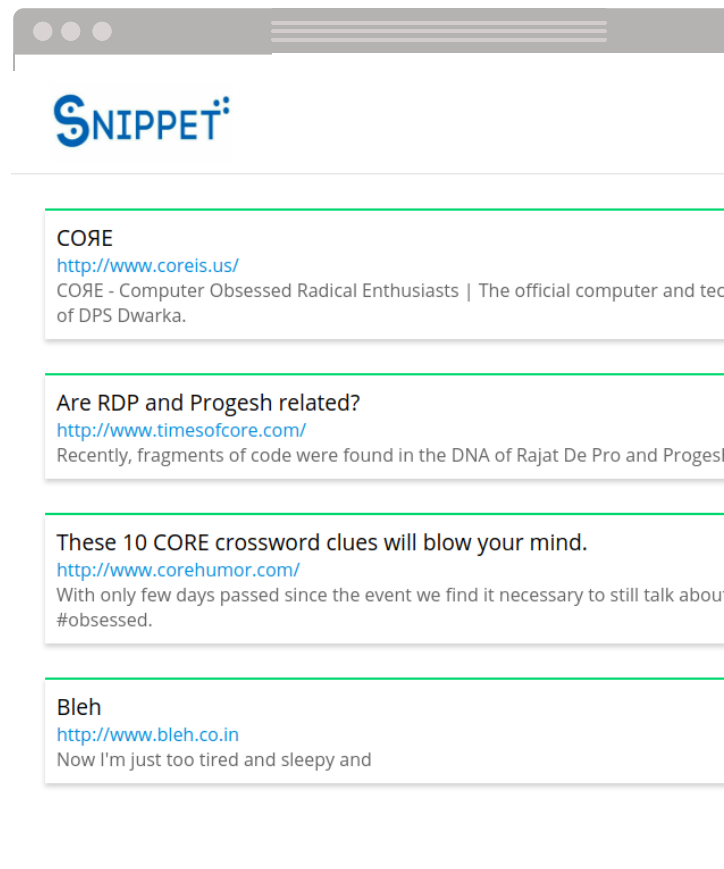 SNIPPET
COЯE
http://www.coreis.us/
COЯE - Computer Obsessed Radical Enthusiasts | The official computer and
of DPS Dwarka.
Are RDP and Progesh related?
http://www.timesofcore.com/
Recently, fragments of code were found in the DNA of Rajat De Pro and
These 10 CORE crossword clues will blow your mind.
http://www.corehumor.com/
With only few days passed since the event we find it necessary to still talk
#obsessed.
Bleh
http://www.bleh.co.in
Now I'm just too tired and sleepy and